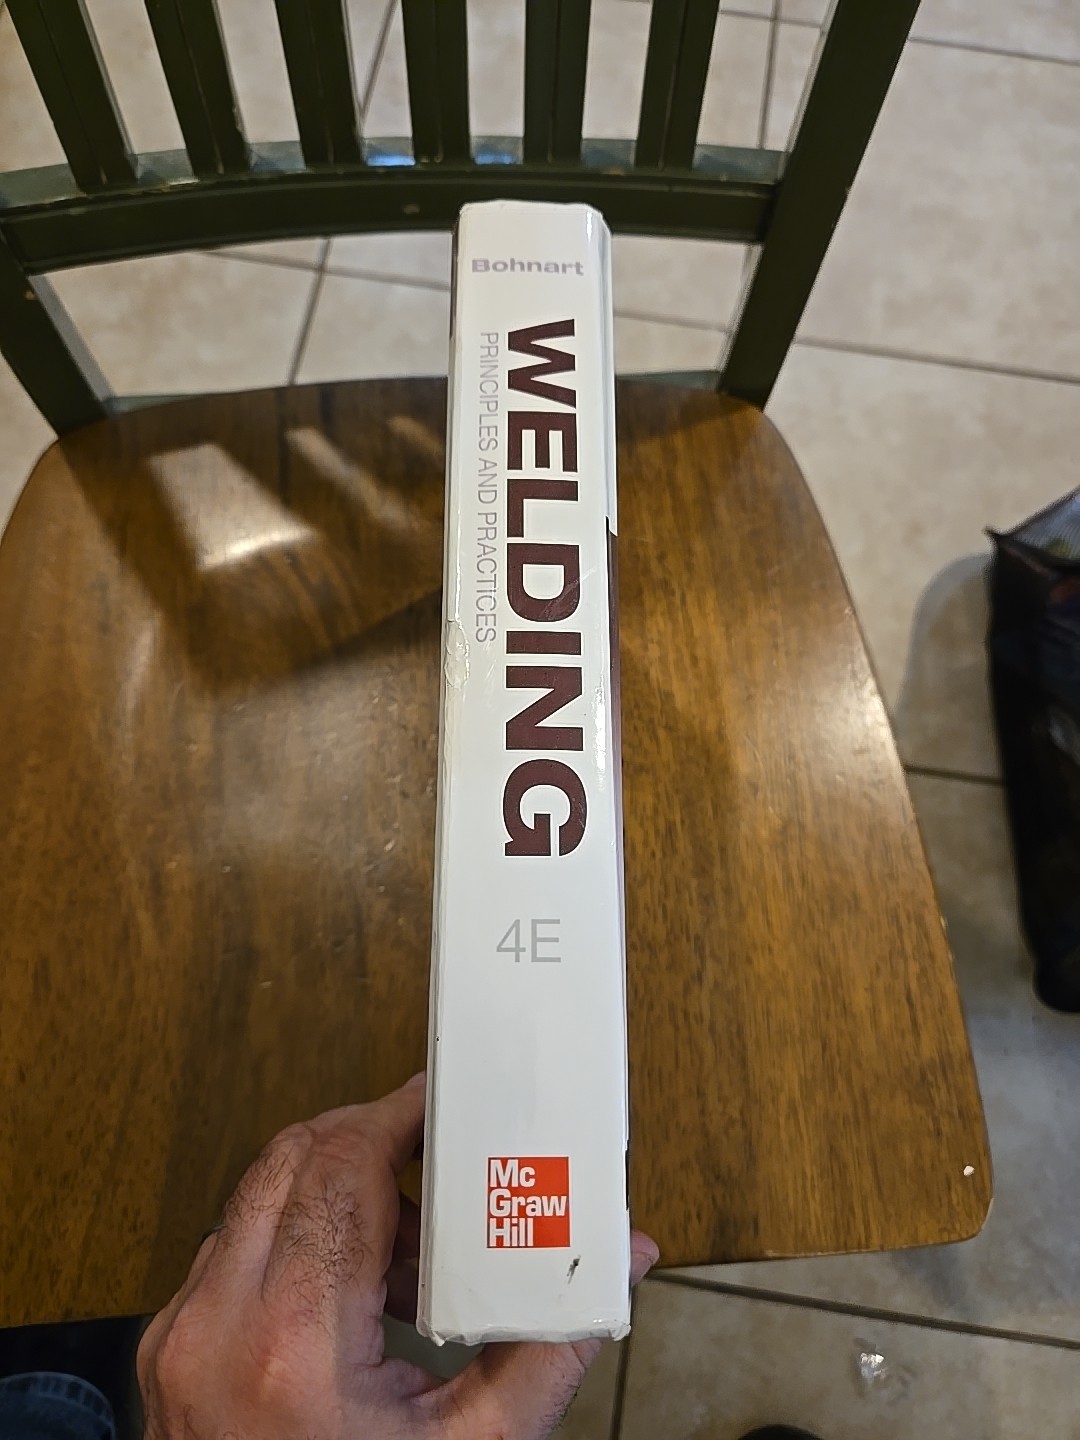 Bohnart
WELDING
PRINCIPLES AND PRACTICES
4E
Mc
Graw
Hill